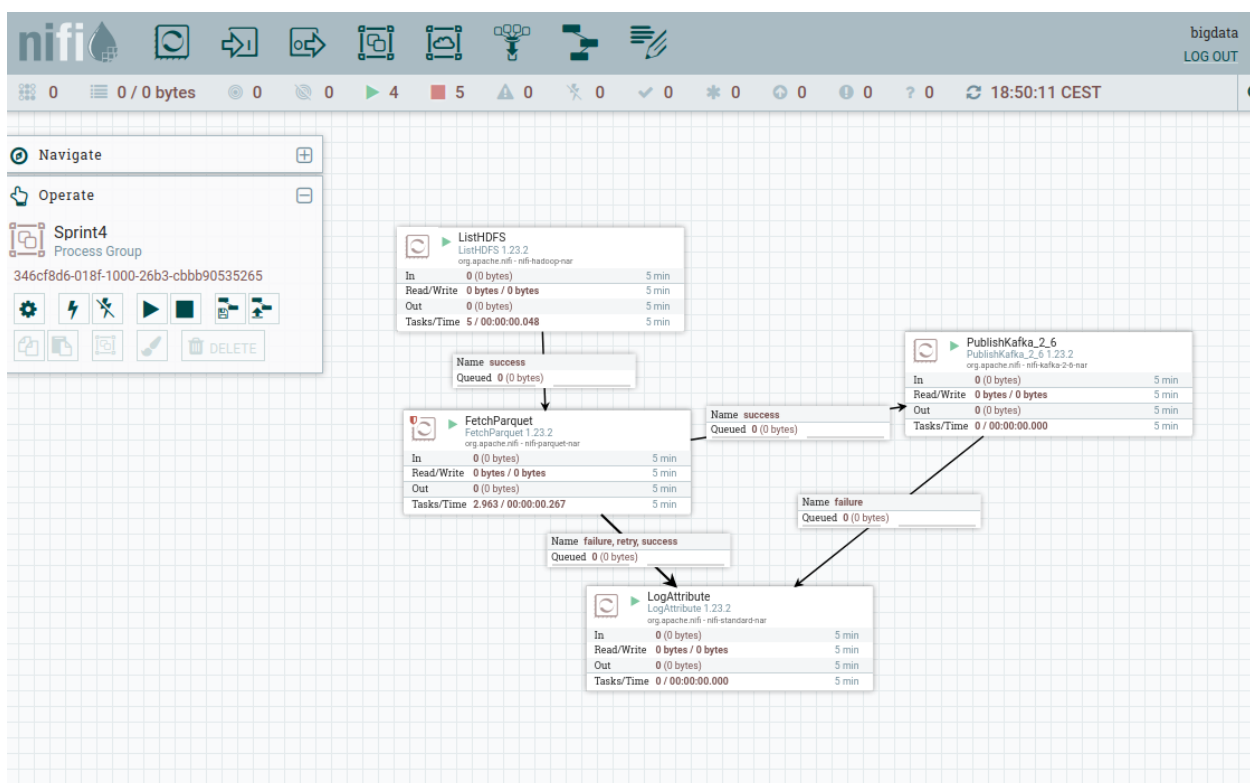 nifi
bigdata
LOG OUT
0 0 / 0 bytes 0 0 4 5 0 0 0 0 0 0 ? 0 18:50:11 CEST
Navigate
Operate
Sprint4
Process Group
346cf8d6-018f-1000-26b3-cbbb90535265
DELETE
ListHDFS
ListHDFS 1.23.2
org.apache.nifi - nifi-hadoop-nar
In 0 (0 bytes) 5 min
Read/Write 0 bytes / 0 bytes 5 min
Out 0 (0 bytes) 5 min
Tasks/Time 5 / 00:00:00.048 5 min
Name success
Queued 0 (0 bytes)
FetchParquet
FetchParquet 1.23.2
org.apache.nifi - nifi-parquet-nar
In 0 (0 bytes) 5 min
Read/Write 0 bytes / 0 bytes 5 min
Out 0 (0 bytes) 5 min
Tasks/Time 2.963 / 00:00:00.267 5 min
Name success
Queued 0 (0 bytes)
PublishKafka_2_6
PublishKafka_2_6 1.23.2
org.apache.nifi - nifi-kafka-2-6-nar
In 0 (0 bytes) 5 min
Read/Write 0 bytes / 0 bytes 5 min
Out 0 (0 bytes) 5 min
Tasks/Time 0 / 00:00:00.000 5 min
Name failure
Queued 0 (0 bytes)
Name failure, retry, success
Queued 0 (0 bytes)
LogAttribute
LogAttribute 1.23.2
org.apache.nifi - nifi-standard-nar
In 0 (0 bytes) 5 min
Read/Write 0 bytes / 0 bytes 5 min
Out 0 (0 bytes) 5 min
Tasks/Time 0 / 00:00:00.000 5 min